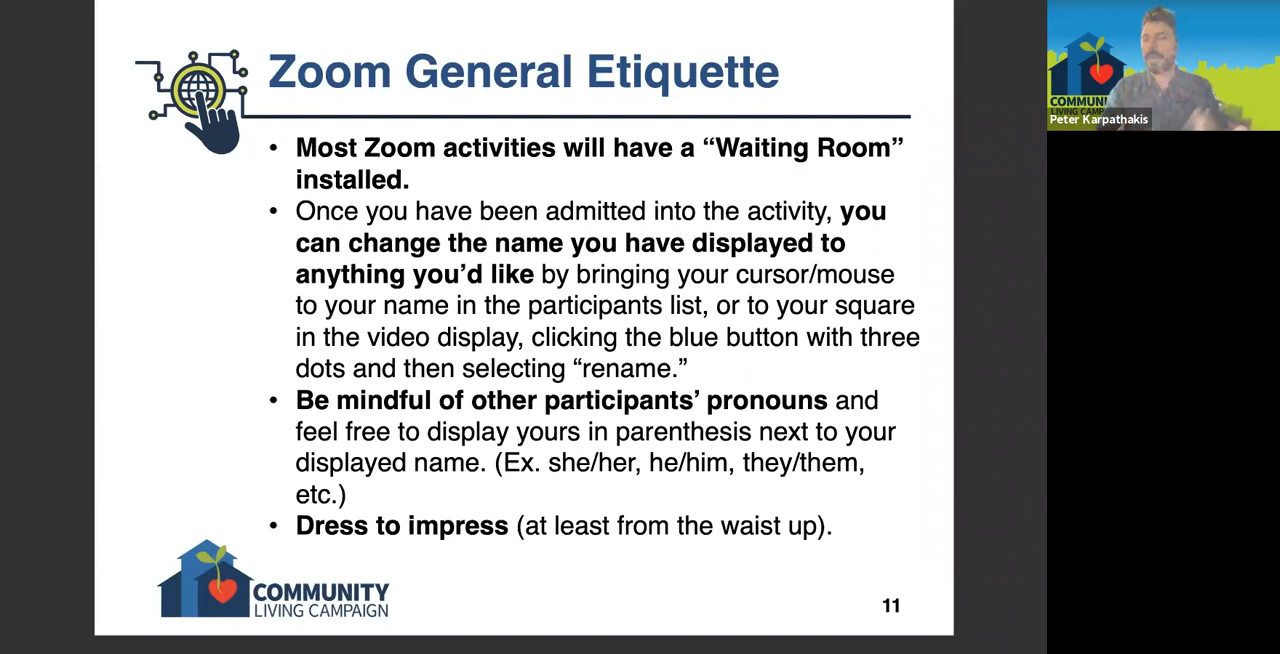 Zoom General Etiquette
• Most Zoom activities will have a “Waiting Room”
installed.
• Once you have been admitted into the activity, you
can change the name you have displayed to
anything you’d like by bringing your cursor/mouse
to your name in the participants list, or to your square
in the video display, clicking the blue button with three
dots and then selecting “rename.”
• Be mindful of other participants’ pronouns and
feel free to display yours in parenthesis next to your
displayed name. (Ex. she/her, he/him, they/them,
etc.)
• Dress to impress (at least from the waist up).
COMMUNITY
LIVING CAMPAIGN
11
COMMUN
LIVING CAMP
Peter Karpathakis